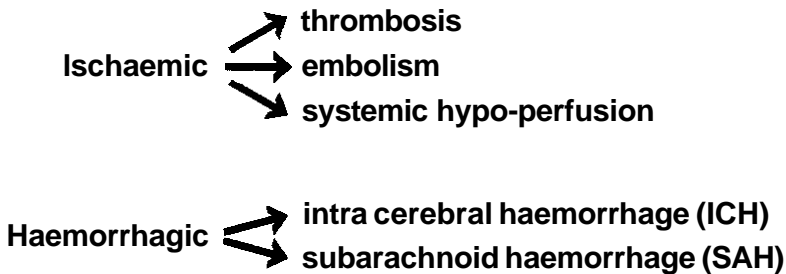 thrombosis
Ischaemic embolism
systemic hypo-perfusion
intra cerebral haemorrhage (ICH)
Haemorrhagic
subarachnoid haemorrhage (SAH)